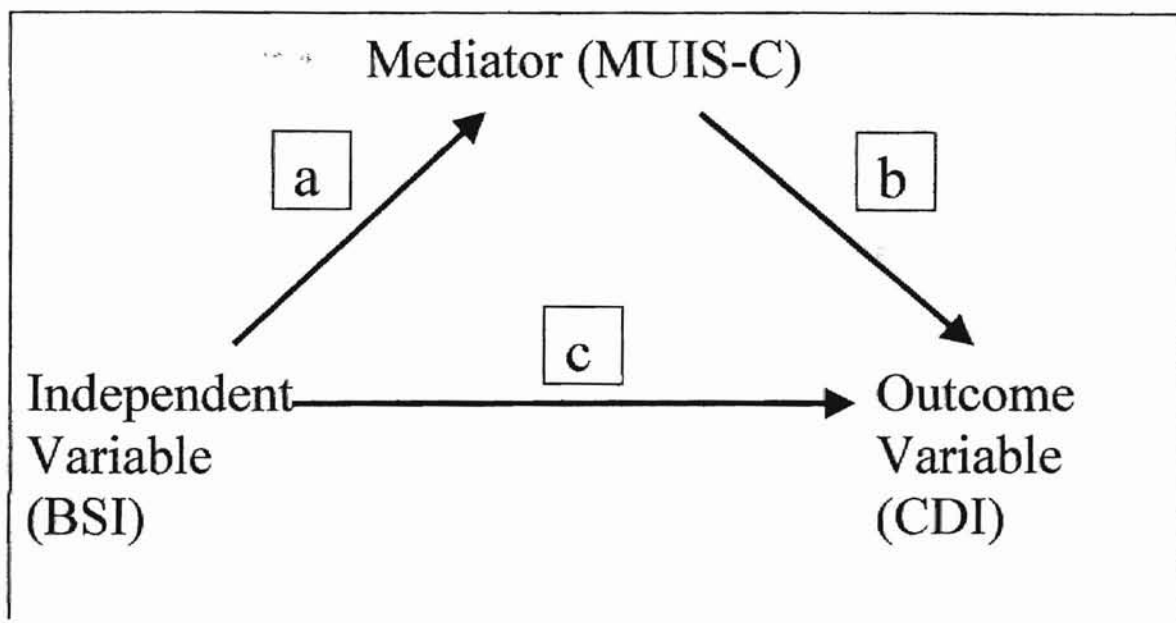 Mediator (MUIS-C)
a
b
c
Independent
Variable
(BSI)
Outcome
Variable
(CDI)